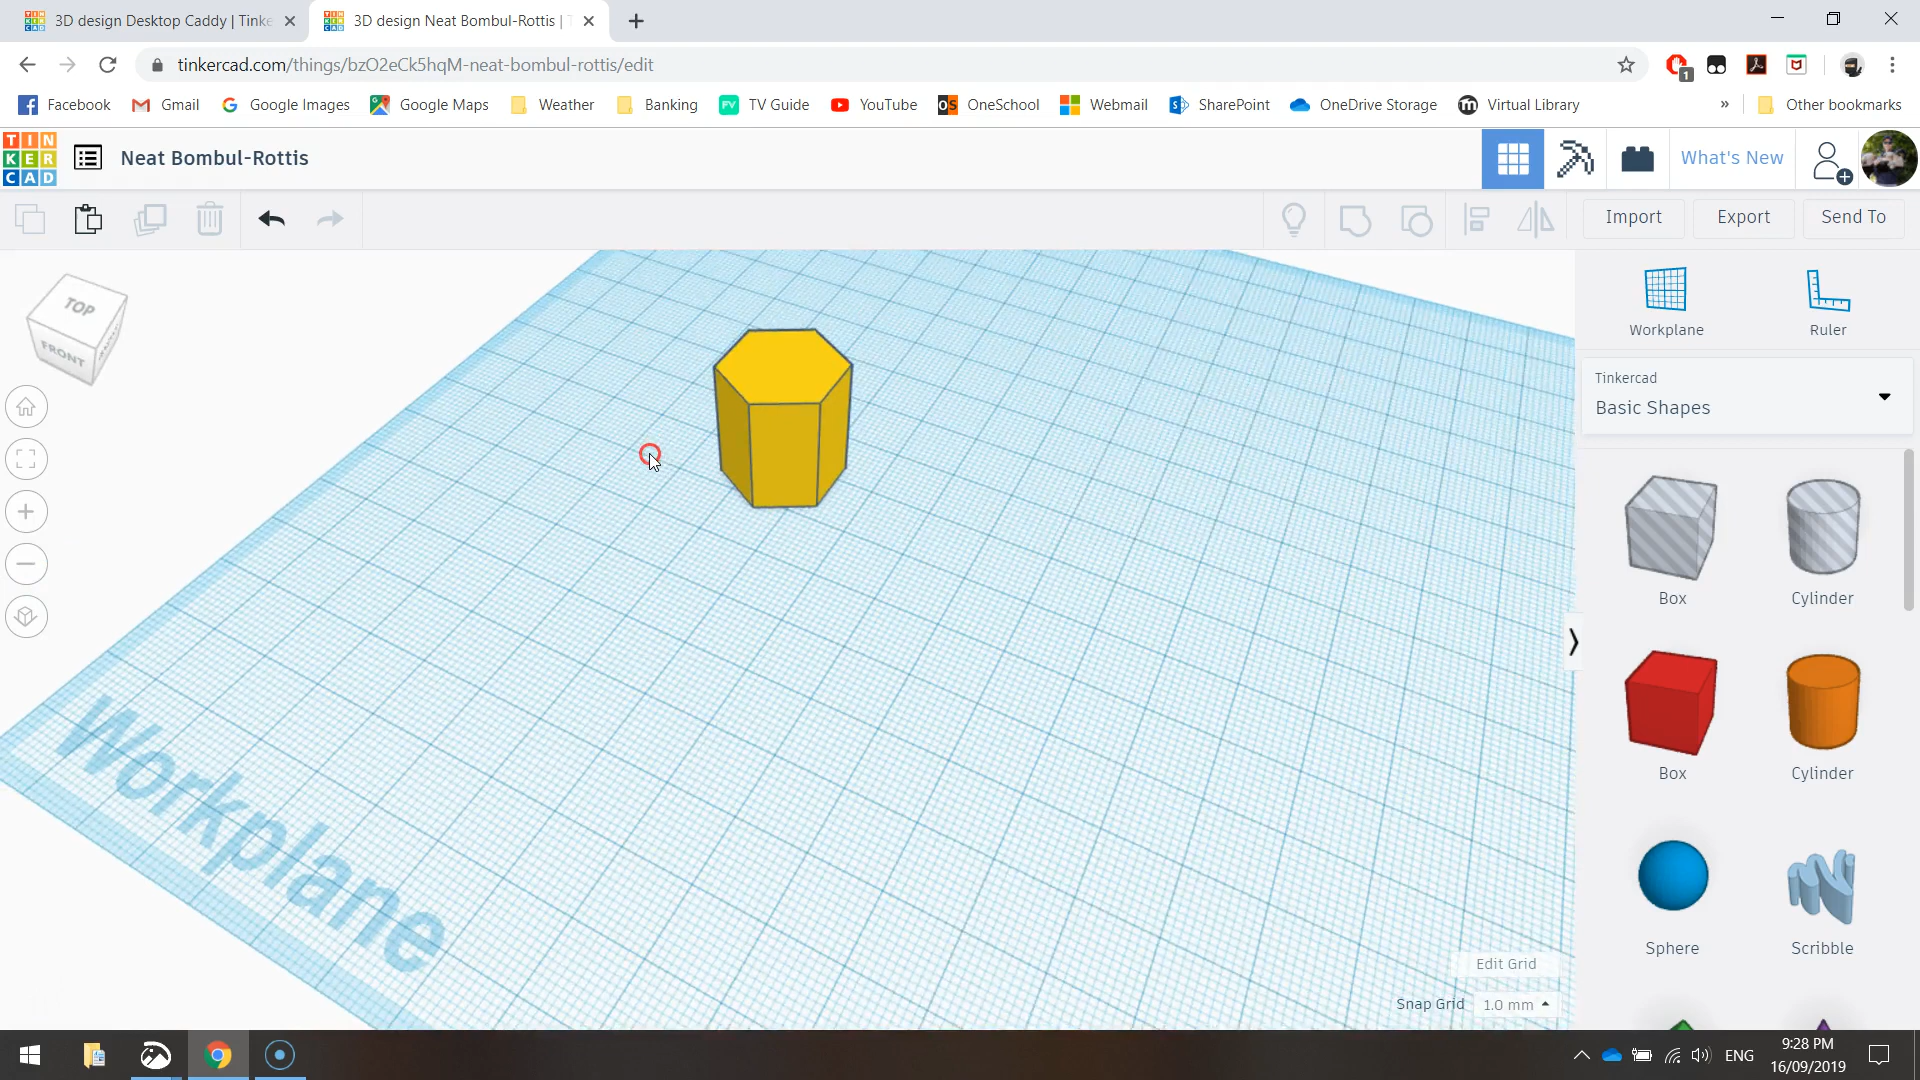 3D design Desktop Caddy | Tinke
3D design Neat Bombul-Rottis | T
tinkercad.com/things/bzO2eCk5hqM-neat-bombul-rottis/edit
1
Facebook
Gmail
Google Images
Google Maps
Weather
Banking
FV
TV Guide
YouTube
OS
OneSchool
Webmail
SharePoint
OneDrive Storage
Virtual Library
»
Other bookmarks
TIN
KER
CAD
Neat Bombul-Rottis
What's New
Import
Export
Send To
TOP
FRONT
Workplane
Ruler
Tinkercad
Basic Shapes
Box
Cylinder
Box
Cylinder
Sphere
Scribble
Workplane
Edit Grid
Snap Grid
1.0 mm
ENG
9:28 PM
16/09/2019